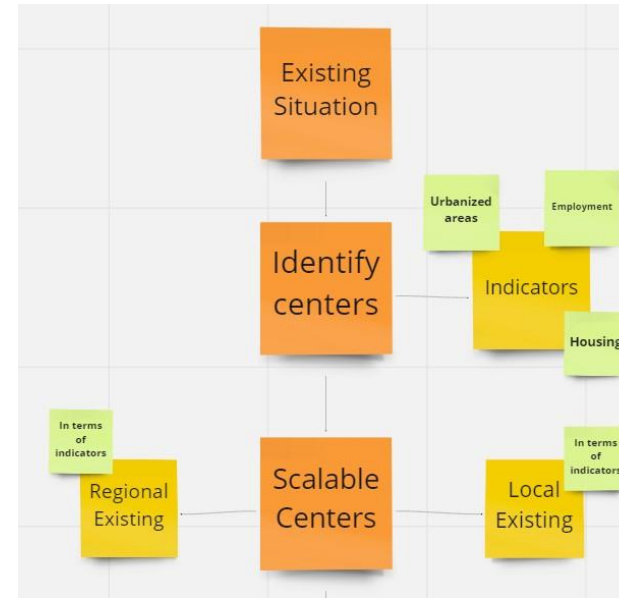 Existing
Situation
Urbanized
areas
Employment
Identify
centers
Indicators
Housing
In terms
of
indicators
Regional
Existing
Scalable
Centers
In terms
of
indicators
Local
Existing